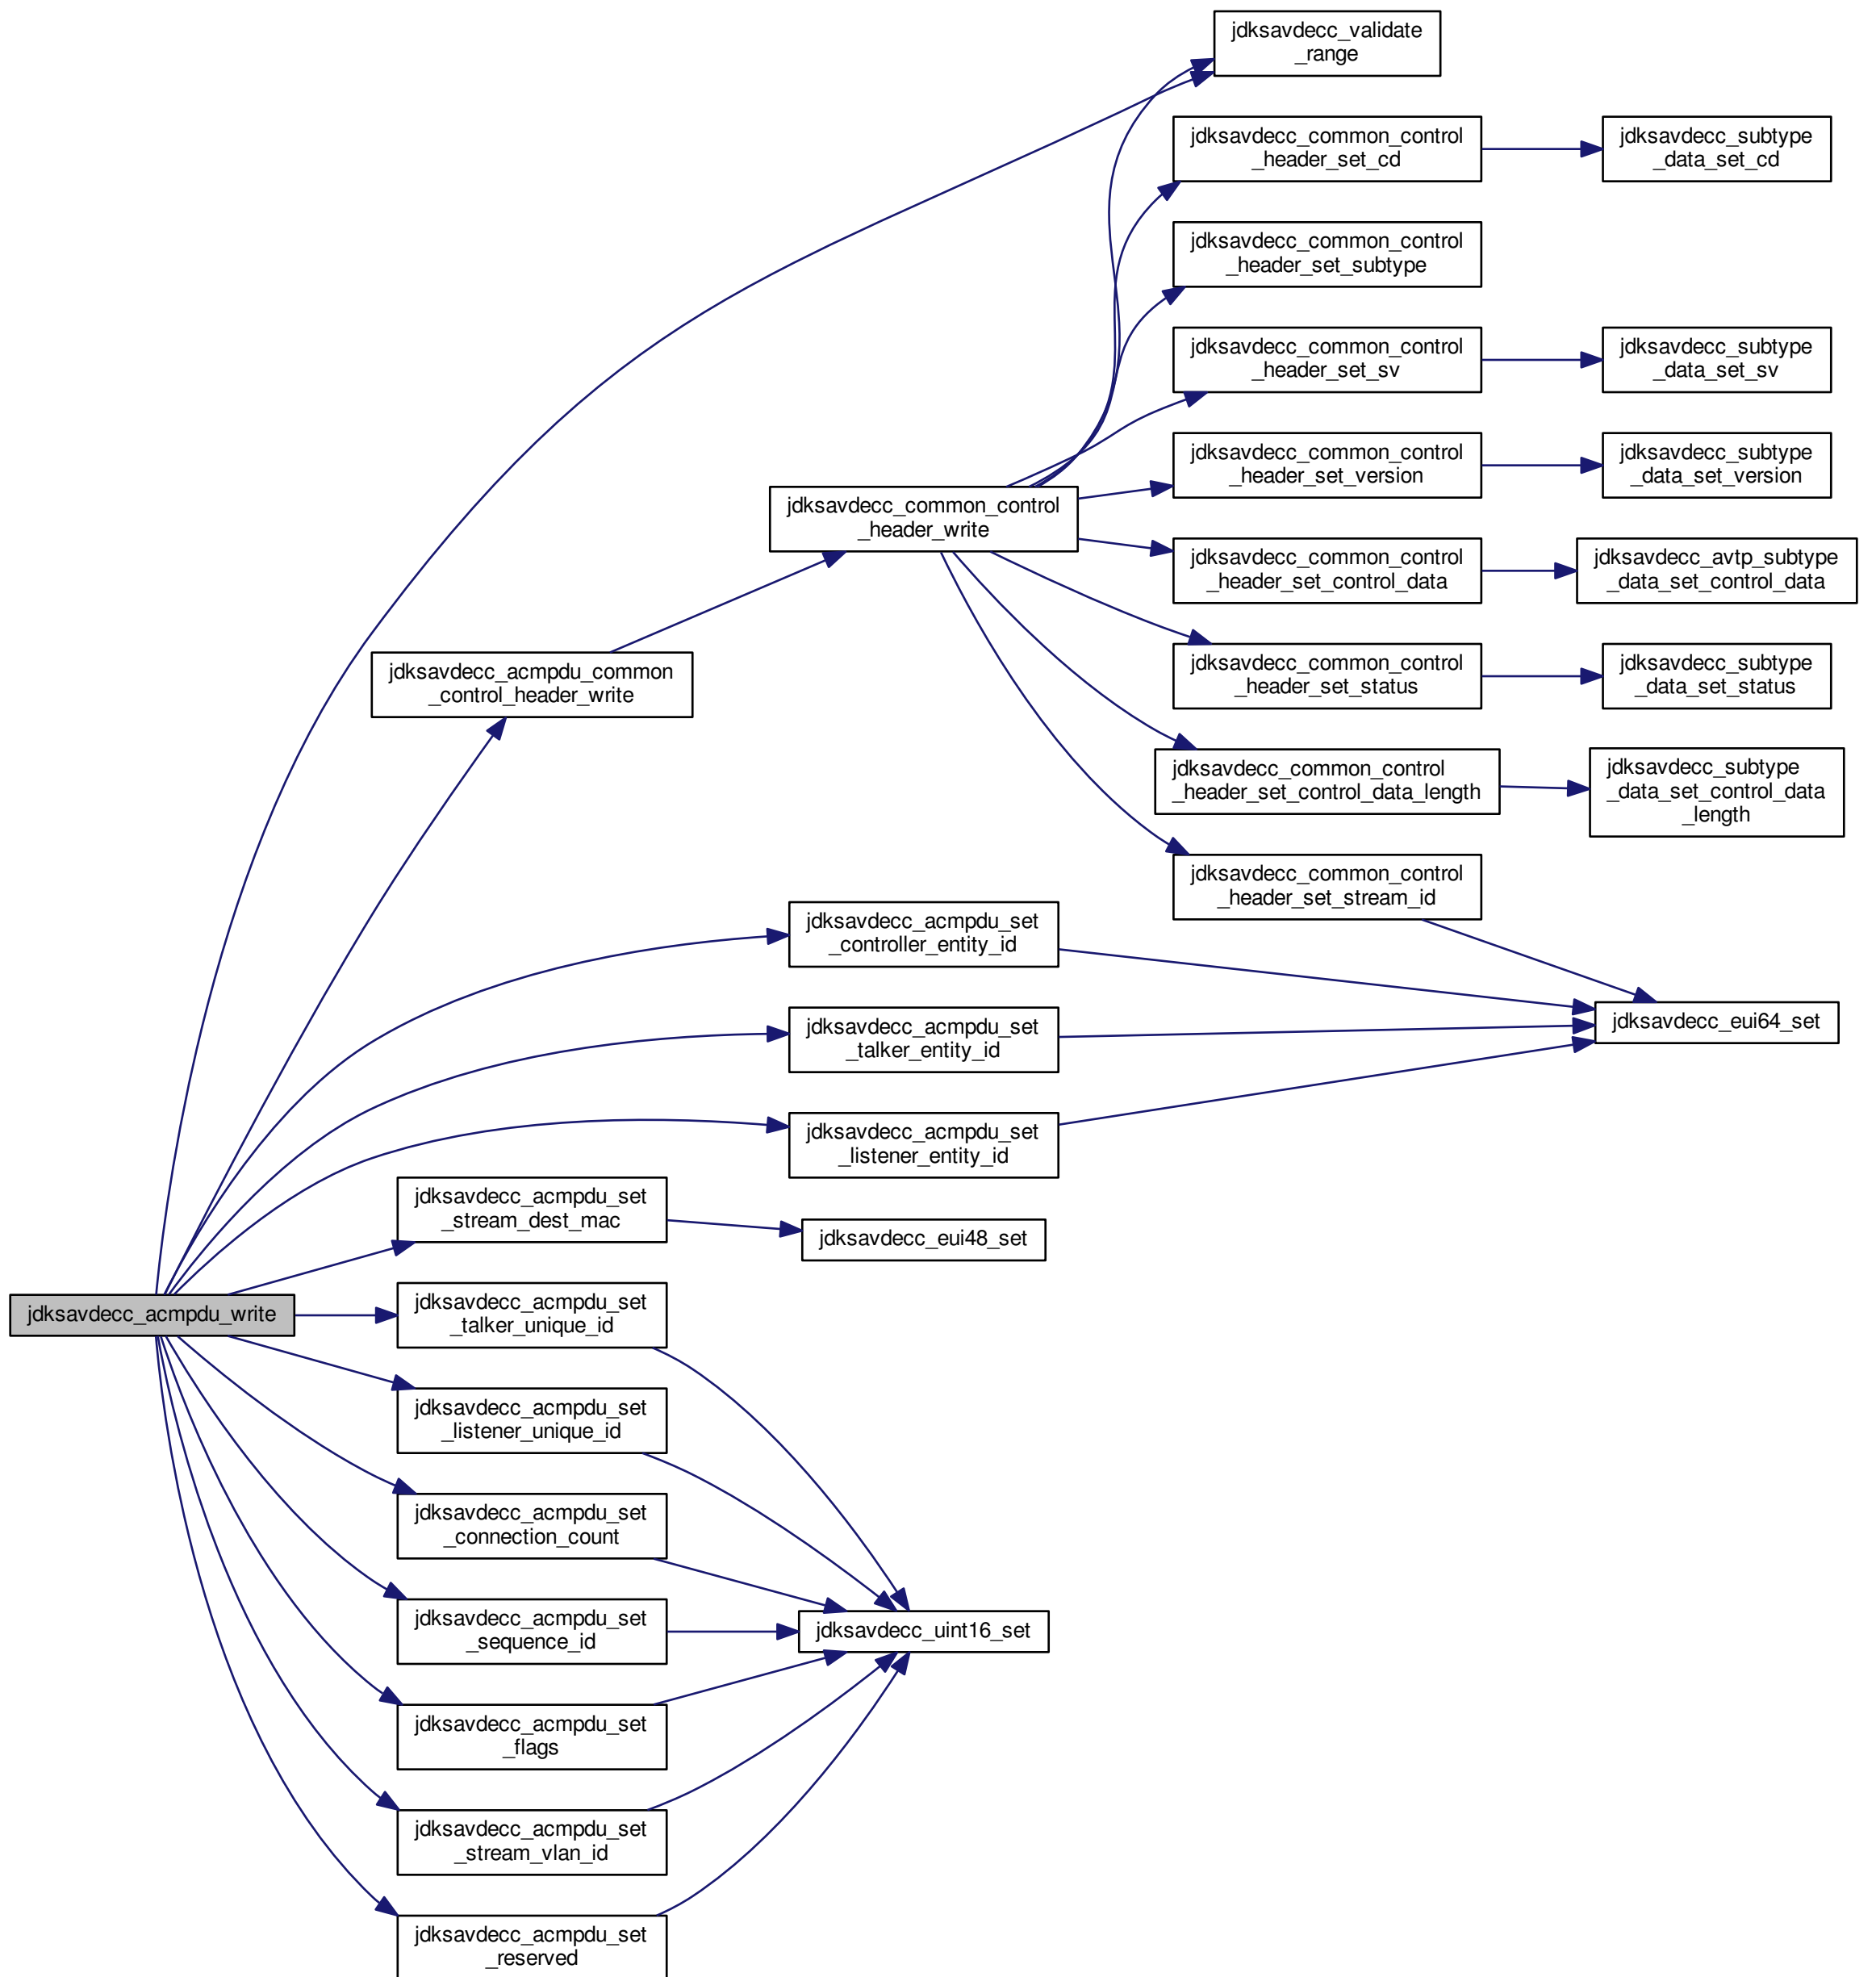 jdksavdecc_validate
_range
jdksavdecc_common_control
_header_set_cd
jdksavdecc_subtype
_data_set_cd
jdksavdecc_common_control
_header_set_subtype
jdksavdecc_common_control
_header_set_sv
jdksavdecc_subtype
_data_set_sv
jdksavdecc_common_control
_header_set_version
jdksavdecc_subtype
_data_set_version
jdksavdecc_common_control
_header_write
jdksavdecc_common_control
_header_set_control_data
jdksavdecc_avtp_subtype
_data_set_control_data
jdksavdecc_acmpdu_common
_control_header_write
jdksavdecc_common_control
_header_set_status
jdksavdecc_subtype
_data_set_status
jdksavdecc_common_control
_header_set_control_data_length
jdksavdecc_subtype
_data_set_control_data
_length
jdksavdecc_common_control
_header_set_stream_id
jdksavdecc_acmpdu_set
_controller_entity_id
jdksavdecc_acmpdu_set
_talker_entity_id
jdksavdecc_eui64_set
jdksavdecc_acmpdu_set
_listener_entity_id
jdksavdecc_acmpdu_set
_stream_dest_mac
jdksavdecc_eui48_set
jdksavdecc_acmpdu_write
jdksavdecc_acmpdu_set
_talker_unique_id
jdksavdecc_acmpdu_set
_listener_unique_id
jdksavdecc_acmpdu_set
_connection_count
jdksavdecc_acmpdu_set
_sequence_id
jdksavdecc_uint16_set
jdksavdecc_acmpdu_set
_flags
jdksavdecc_acmpdu_set
_stream_vlan_id
jdksavdecc_acmpdu_set
_reserved